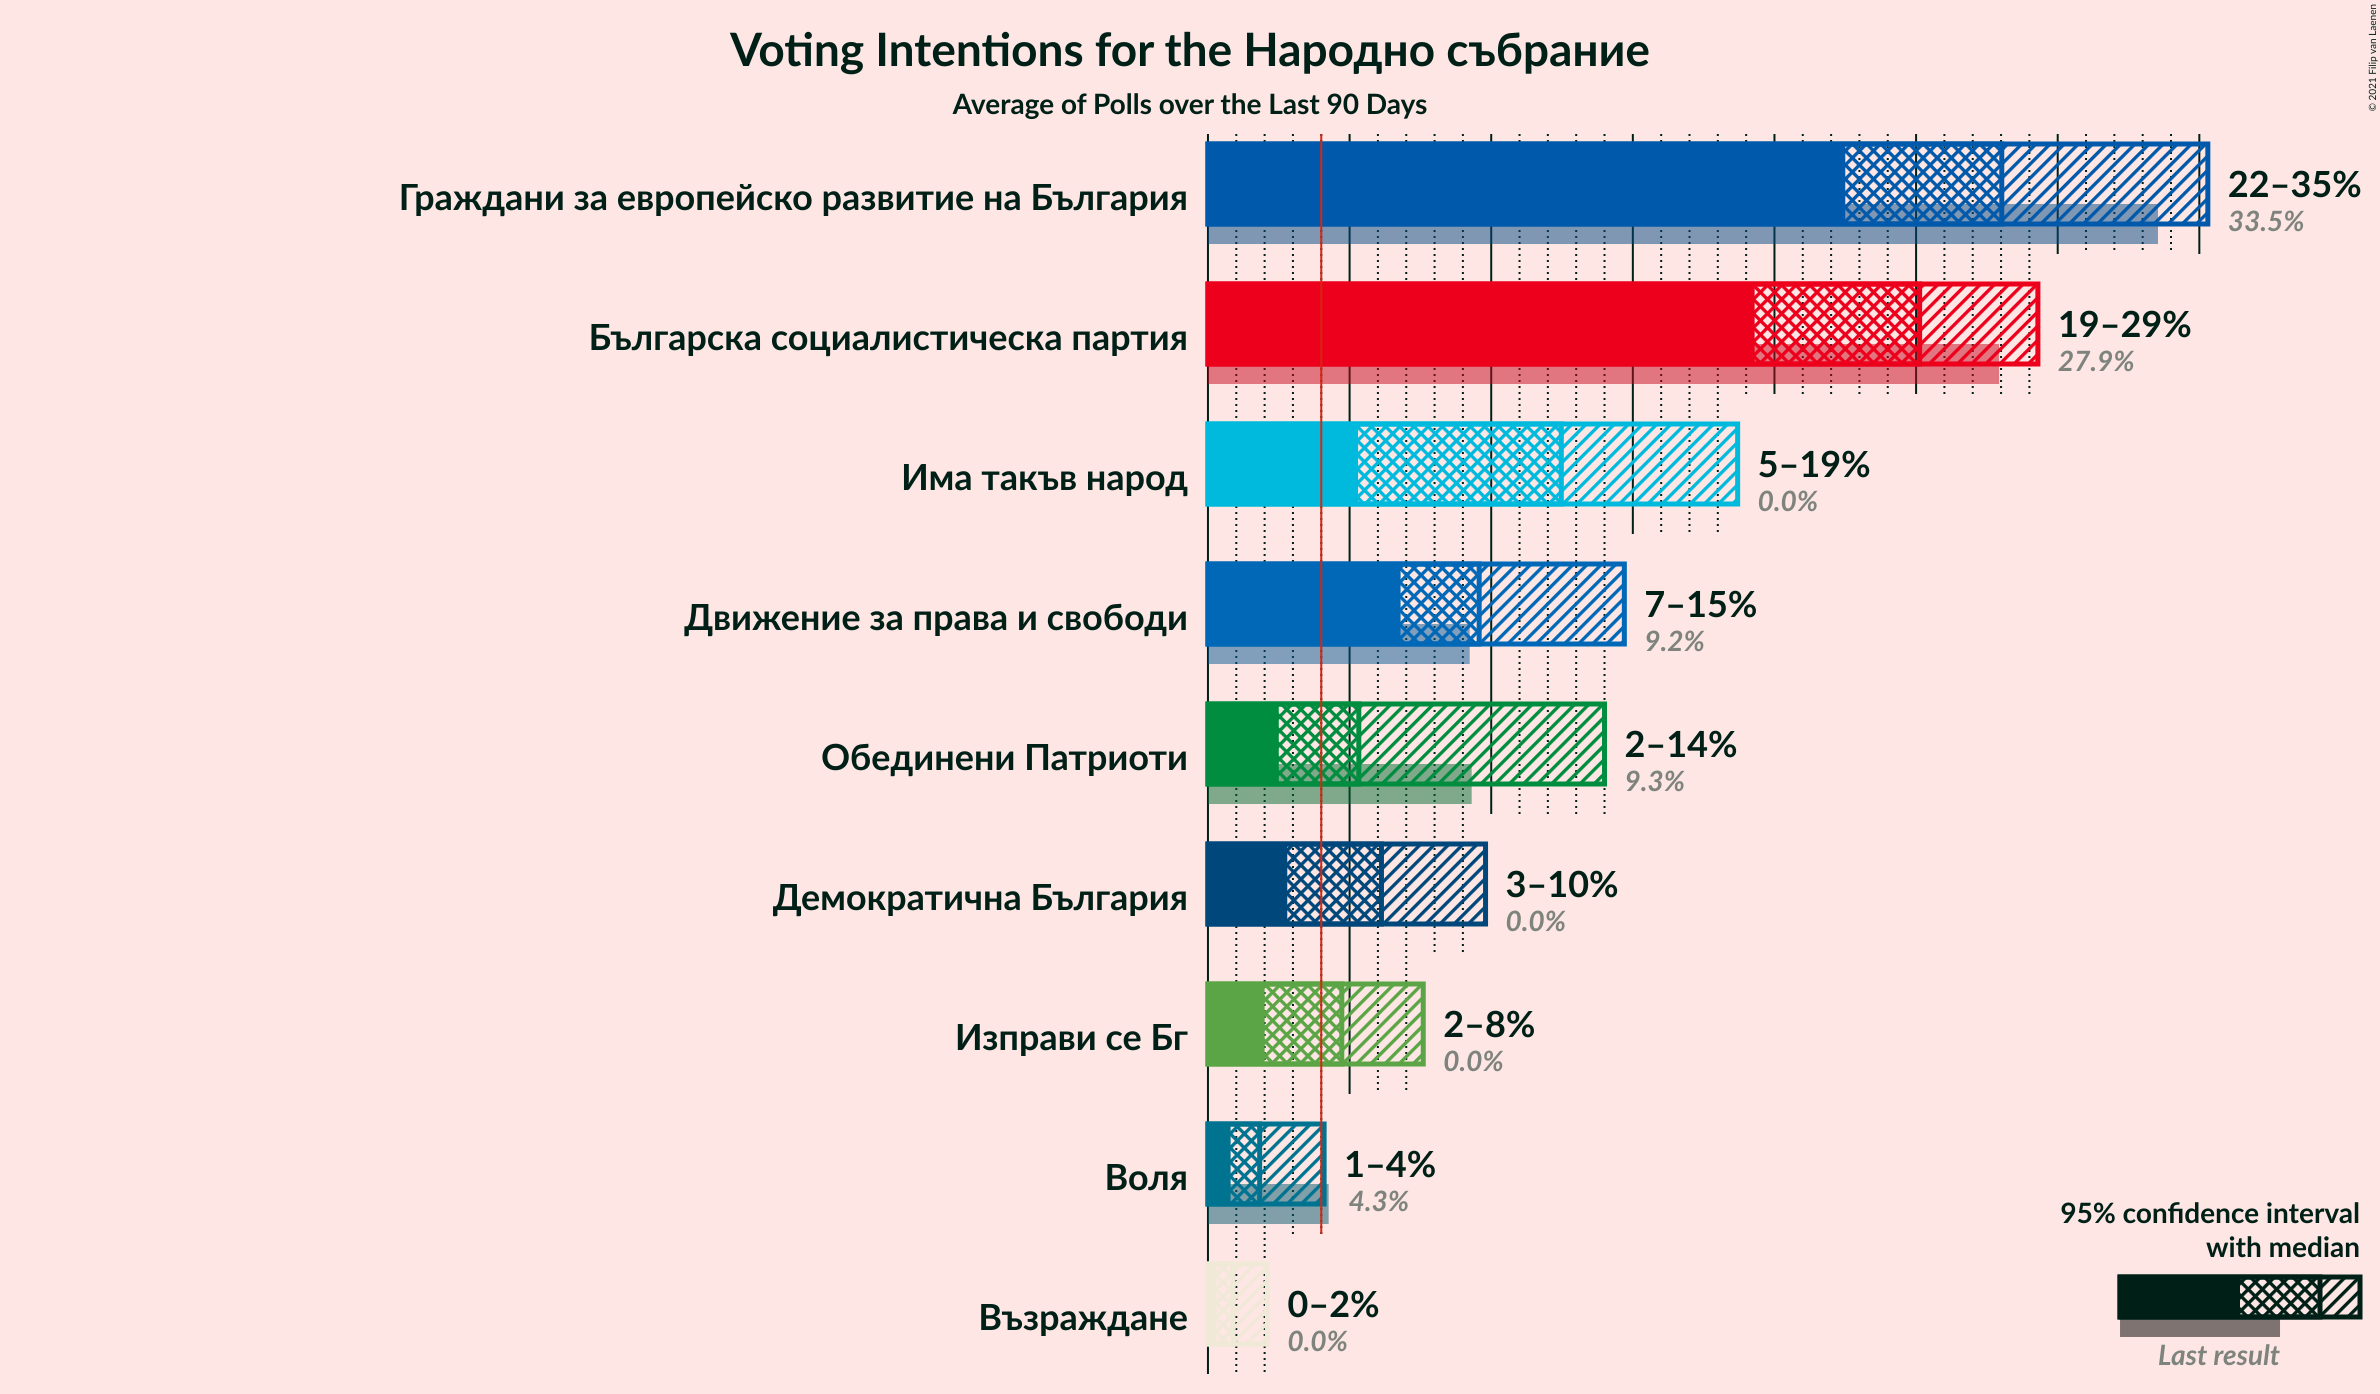 Voting Intentions for the Народно събрание
Average of Polls over the Last 90 Days
© 2021 Filip van Laenen
Граждани за европейско развитие на България
22–35%
33.5%
Българска социалистическа партия
19–29%
27.9%
Има такъв народ
5–19%
0.0%
Движение за права и свободи
7–15%
9.2%
Обединени Патриоти
2–14%
9.3%
Демократична България
3–10%
0.0%
Изправи се Бг
2–8%
0.0%
Воля
1–4%
4.3%
Възраждане
0–2%
0.0%
95% confidence interval
with median
Last result